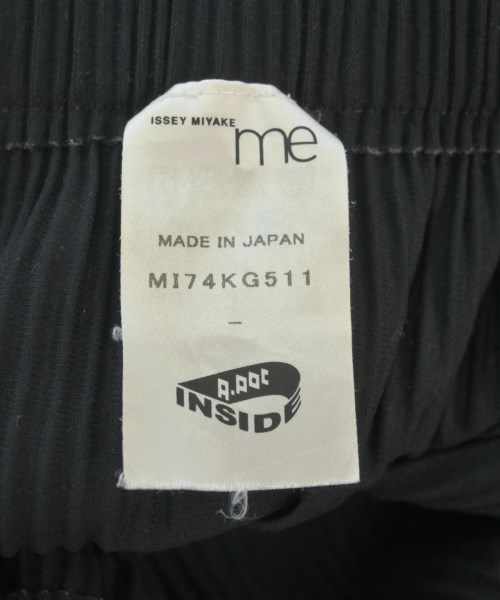 ISSEY MIYAKE
me
MADE IN JAPAN
MI74KG511
–
A.POC
INSIDE